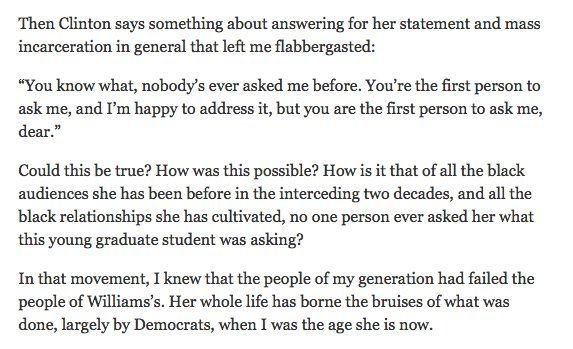 Then Clinton says something about answering for her statement and mass
incarceration in general that left me flabbergasted:
“You know what, nobody’s ever asked me before. You’re the first person to
ask me, and I’m happy to address it, but you are the first person to ask me,
dear.”
Could this be true? How was this possible? How is it that of all the black
audiences she has been before in the interceding two decades, and all the
black relationships she has cultivated, no one person ever asked her what
this young graduate student was asking?
In that movement, I knew that the people of my generation had failed the
people of Williams’s. Her whole life has borne the bruises of what was
done, largely by Democrats, when I was the age she is now.